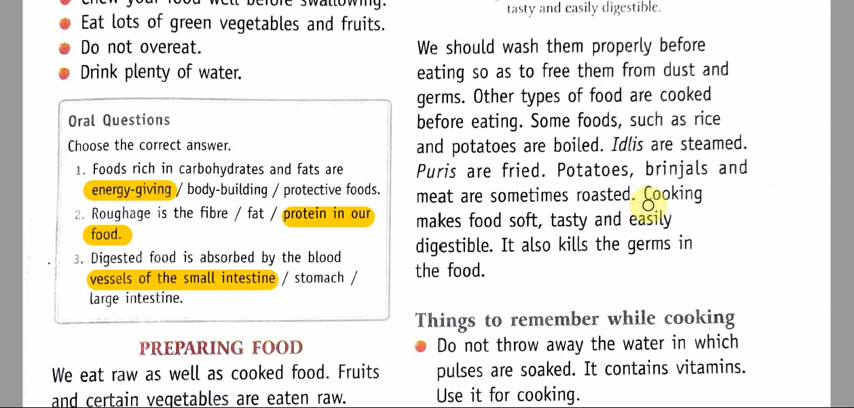 Chew your food well before swallowing.
Eat lots of green vegetables and fruits.
Do not overeat.
Drink plenty of water.
Oral Questions
Choose the correct answer.
1. Foods rich in carbohydrates and fats are
energy-giving / body-building / protective foods.
2. Roughage is the fibre / fat / protein in our
food.
3. Digested food is absorbed by the blood
vessels of the small intestine / stomach /
large intestine.
PREPARING FOOD
We eat raw as well as cooked food. Fruits
and certain vegetables are eaten raw.
tasty and easily digestible.
We should wash them properly before
eating so as to free them from dust and
germs. Other types of food are cooked
before eating. Some foods, such as rice
and potatoes are boiled. Idlis are steamed.
Puris are fried. Potatoes, brinjals and
meat are sometimes roasted. Cooking
makes food soft, tasty and easily
digestible. It also kills the germs in
the food.
Things to remember while cooking
Do not throw away the water in which
pulses are soaked. It contains vitamins.
Use it for cooking.